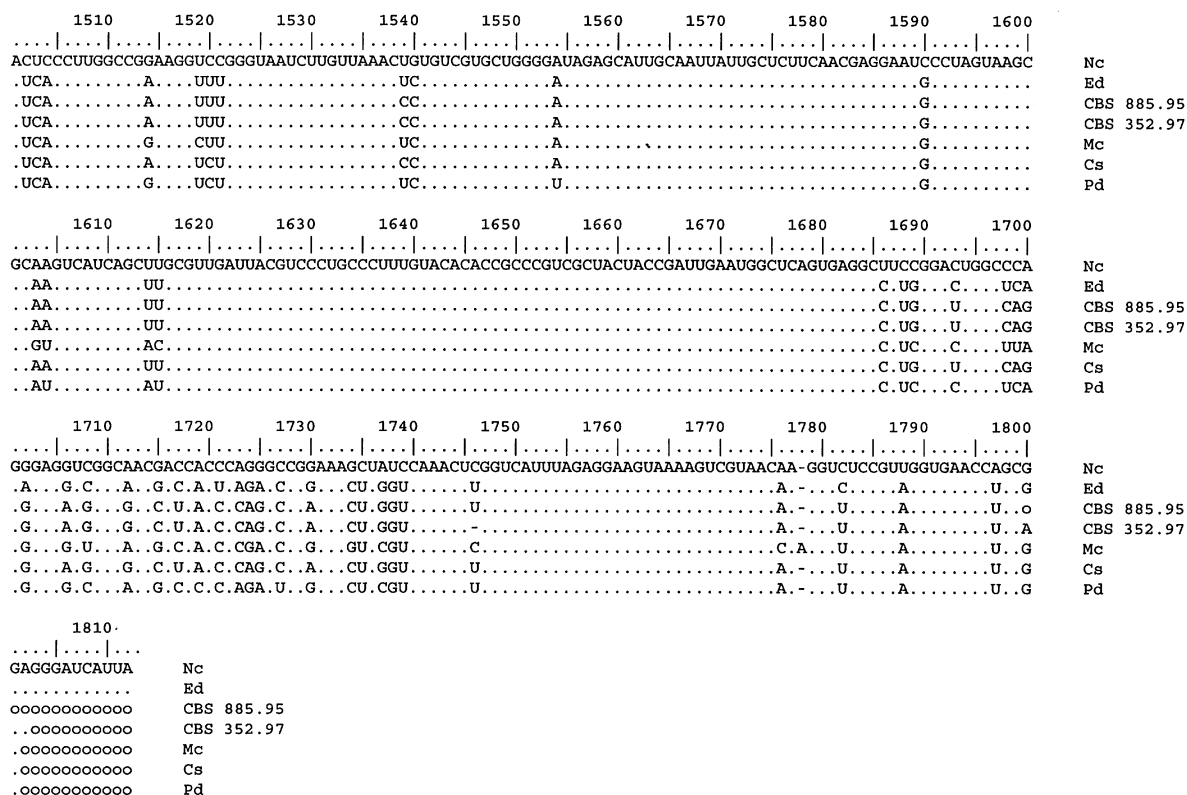 1510 1520 1530 1540 1550 1560 1570 1580 1590 1600
....|....|....|....|....|....|....|....|....|....|....|....|....|....|....|....|....|....|....|....|
ACUCCCUUGGCCGGAAGGUCCGGGUAAUCUUGUUAAACUGUGUCGUGCUGGGGAUAGAGCAUUGCAAUUAUUGCUCUUCAACGAGGAAUCCCUAGUAAGC Nc
.UCA.........A....UUU.................UC.............A...................................G.......... Ed
.UCA.........A....UUU.................CC.............A...................................G.......... CBS 885.95
.UCA.........A....UUU.................CC.............A...................................G.......... CBS 352.97
.UCA.........G....CUU.................UC.............A...................................G.......... Mc
.UCA.........A....UCU.................CC.............A...................................G.......... Cs
.UCA.........G....UCU.................UC.............U...................................G.......... Pd
1610 1620 1630 1640 1650 1660 1670 1680 1690 1700
....|....|....|....|....|....|....|....|....|....|....|....|....|....|....|....|....|....|....|....|
GCAAGUCAUCAGCUUGCGUUGAUUACGUCCCUGCCCUUUGUACACACCGCCCGUCGCUACUACCGAUUGAAUGGCUCAGUGAGGCUUCCGGACUGGCCCA Nc
..AA.........UU......................................................................C.UG...C....UCA Ed
..AA.........UU......................................................................C.UG...U....CAG CBS 885.95
..AA.........UU......................................................................C.UG...U....CAG CBS 352.97
..GU.........AC......................................................................C.UC...C....UUA Mc
..AA.........UU......................................................................C.UG...U....CAG Cs
..AU.........AU......................................................................C.UC...C....UCA Pd
1710 1720 1730 1740 1750 1760 1770 1780 1790 1800
....|....|....|....|....|....|....|....|....|....|....|....|....|....|....|....|....|....|....|....|
GGGAGGUCGGCAACGACCACCCAGGGCCGGAAAGCUAUCCAAACUCGGUCAUUUAGAGGAAGUAAAAGUCGUAACAA-GGUCUCCGUUGGUGAACCAGCG Nc
.A...G.C...A..G.C.A.U.AGA.C..G...CU.GGU......U.............................A.-...C.....A........U..G Ed
.G...A.G...G..C.U.A.C.CAG.C..A...CU.GGU......U.............................A.-...U.....A........U..o CBS 885.95
.G...A.G...G..C.U.A.C.CAG.C..A...CU.GGU......-.............................A.-...U.....A........U..A CBS 352.97
.G...G.U...A..G.C.A.C.CGA.C..G...GU.CGU......C.............................C.A...U.....A........U..G Mc
.G...A.G...G..C.U.A.C.CAG.C..A...CU.GGU......U.............................A.-...U.....A........U..G Cs
.G...G.C...A..G.C.C.C.AGA.U..G...CU.CGU......U.............................A.-...U.....A........U..G Pd
1810
....|....|...
GAGGGAUCAUUA Nc
............ Ed
oooooooooooo CBS 885.95
..oooooooooo CBS 352.97
.ooooooooooo Mc
.ooooooooooo Cs
.ooooooooooo Pd